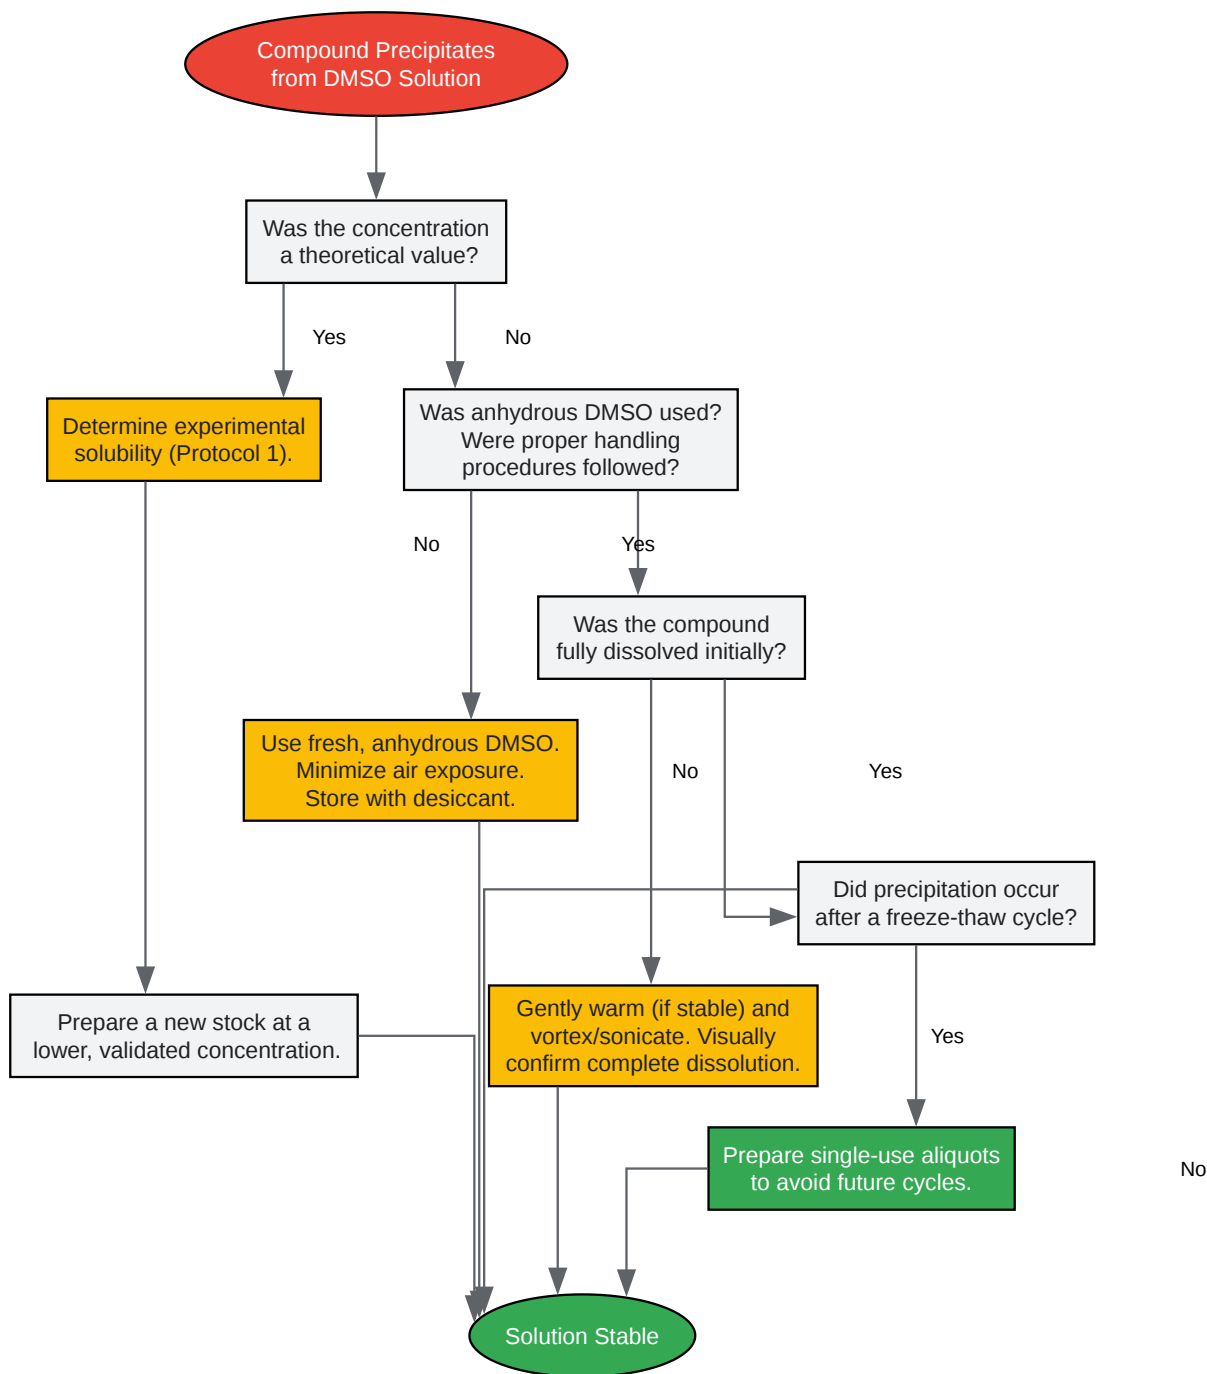 Compound Precipitates
from DMSO Solution
Was the concentration
a theoretical value?
Yes
No
Determine experimental
solubility (Protocol 1).
Was anhydrous DMSO used?
Were proper handling
procedures followed?
No
Yes
Was the compound
fully dissolved initially?
Use fresh, anhydrous DMSO.
Minimize air exposure.
Store with desiccant.
No
Yes
Did precipitation occur
after a freeze-thaw cycle?
Prepare a new stock at a
lower, validated concentration.
Gently warm (if stable) and
vortex/sonicate. Visually
confirm complete dissolution.
Yes
Prepare single-use aliquots
to avoid future cycles.
No
Solution Stable